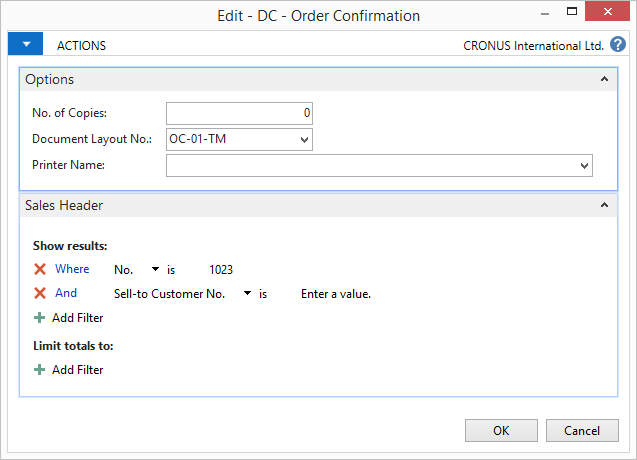 Edit - DC - Order Confirmation
ACTIONS CRONUS International Ltd. ?
Options
No. of Copies: 0
Document Layout No.: OC-01-TM
Printer Name:
Sales Header
Show results:
Where No. is 1023
And Sell-to Customer No. is Enter a value.
Add Filter
Limit totals to:
Add Filter
OK Cancel